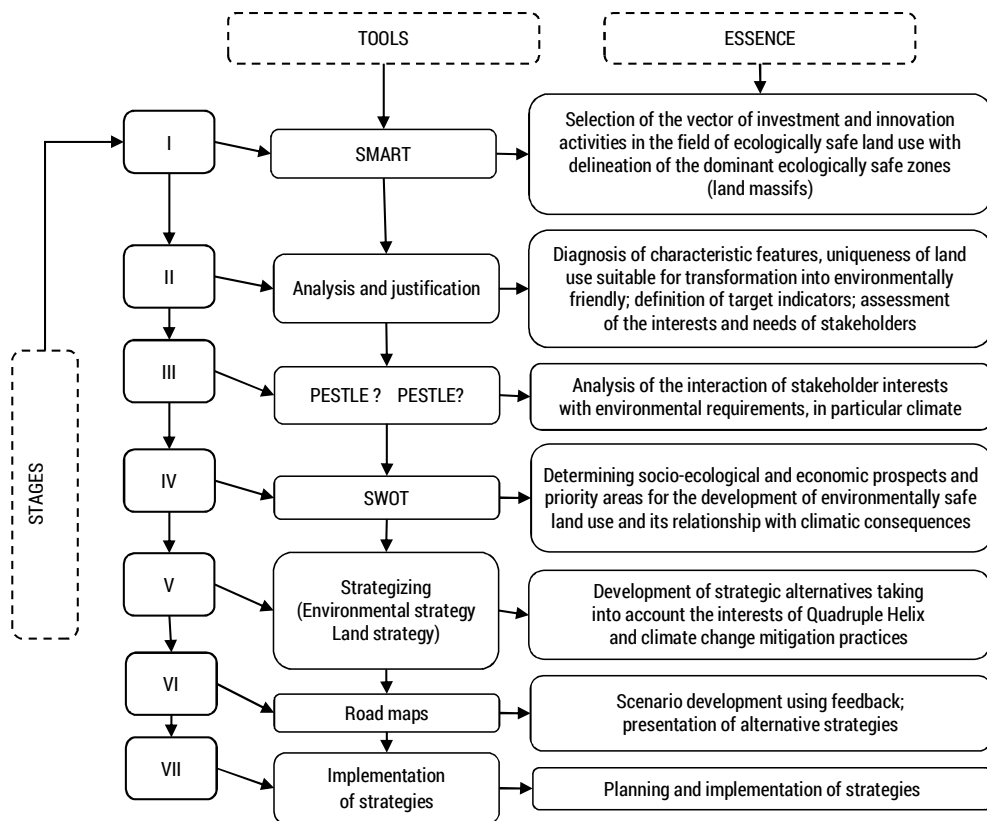 TOOLS
ESSENCE
STAGES
I
SMART
Selection of the vector of investment and innovation
activities in the field of ecologically safe land use with
delineation of the dominant ecologically safe zones
(land massifs)
II
Analysis and justification
Diagnosis of characteristic features, uniqueness of land
use suitable for transformation into environmentally
friendly; definition of target indicators; assessment
of the interests and needs of stakeholders
III
PESTLE ? PESTLE?
Analysis of the interaction of stakeholder interests
with environmental requirements, in particular climate
IV
SWOT
Determining socio-ecological and economic prospects and
priority areas for the development of environmentally safe
land use and its relationship with climatic consequences
V
Strategizing
(Environmental strategy
Land strategy)
Development of strategic alternatives taking
into account the interests of Quadruple Helix
and climate change mitigation practices
VI
Road maps
Scenario development using feedback;
presentation of alternative strategies
VII
Implementation
of strategies
Planning and implementation of strategies